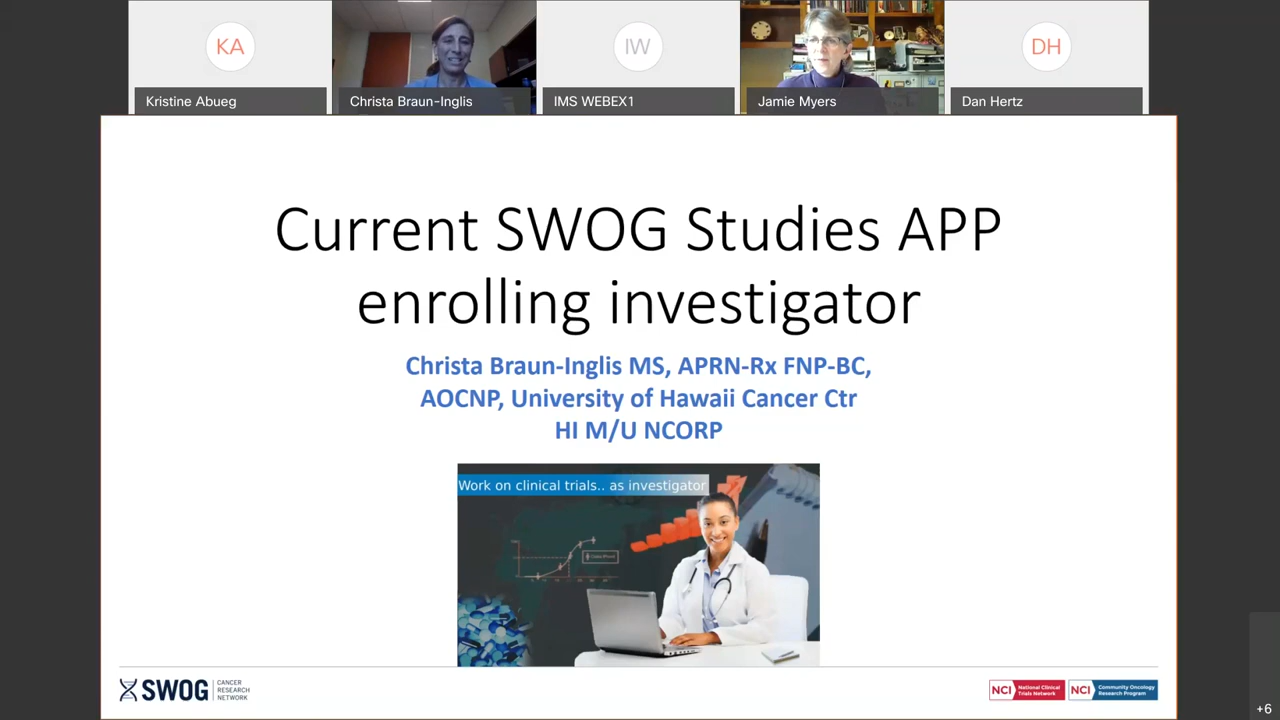 KA
IW
DH
Kristine Abueg
Christa Braun-Inglis
IMS WEBEX1
Jamie Myers
Dan Hertz
Current SWOG Studies APP
enrolling investigator
Christa Braun-Inglis MS, APRN-Rx FNP-BC,
AOCNP, University of Hawaii Cancer Ctr
HI M/U NCORP
Work on clinical trials.. as investigator
SWOG
CANCER
RESEARCH
NETWORK
NCI
National Clinical
Trials Network
NCI
Community Oncology
Research Program
+6